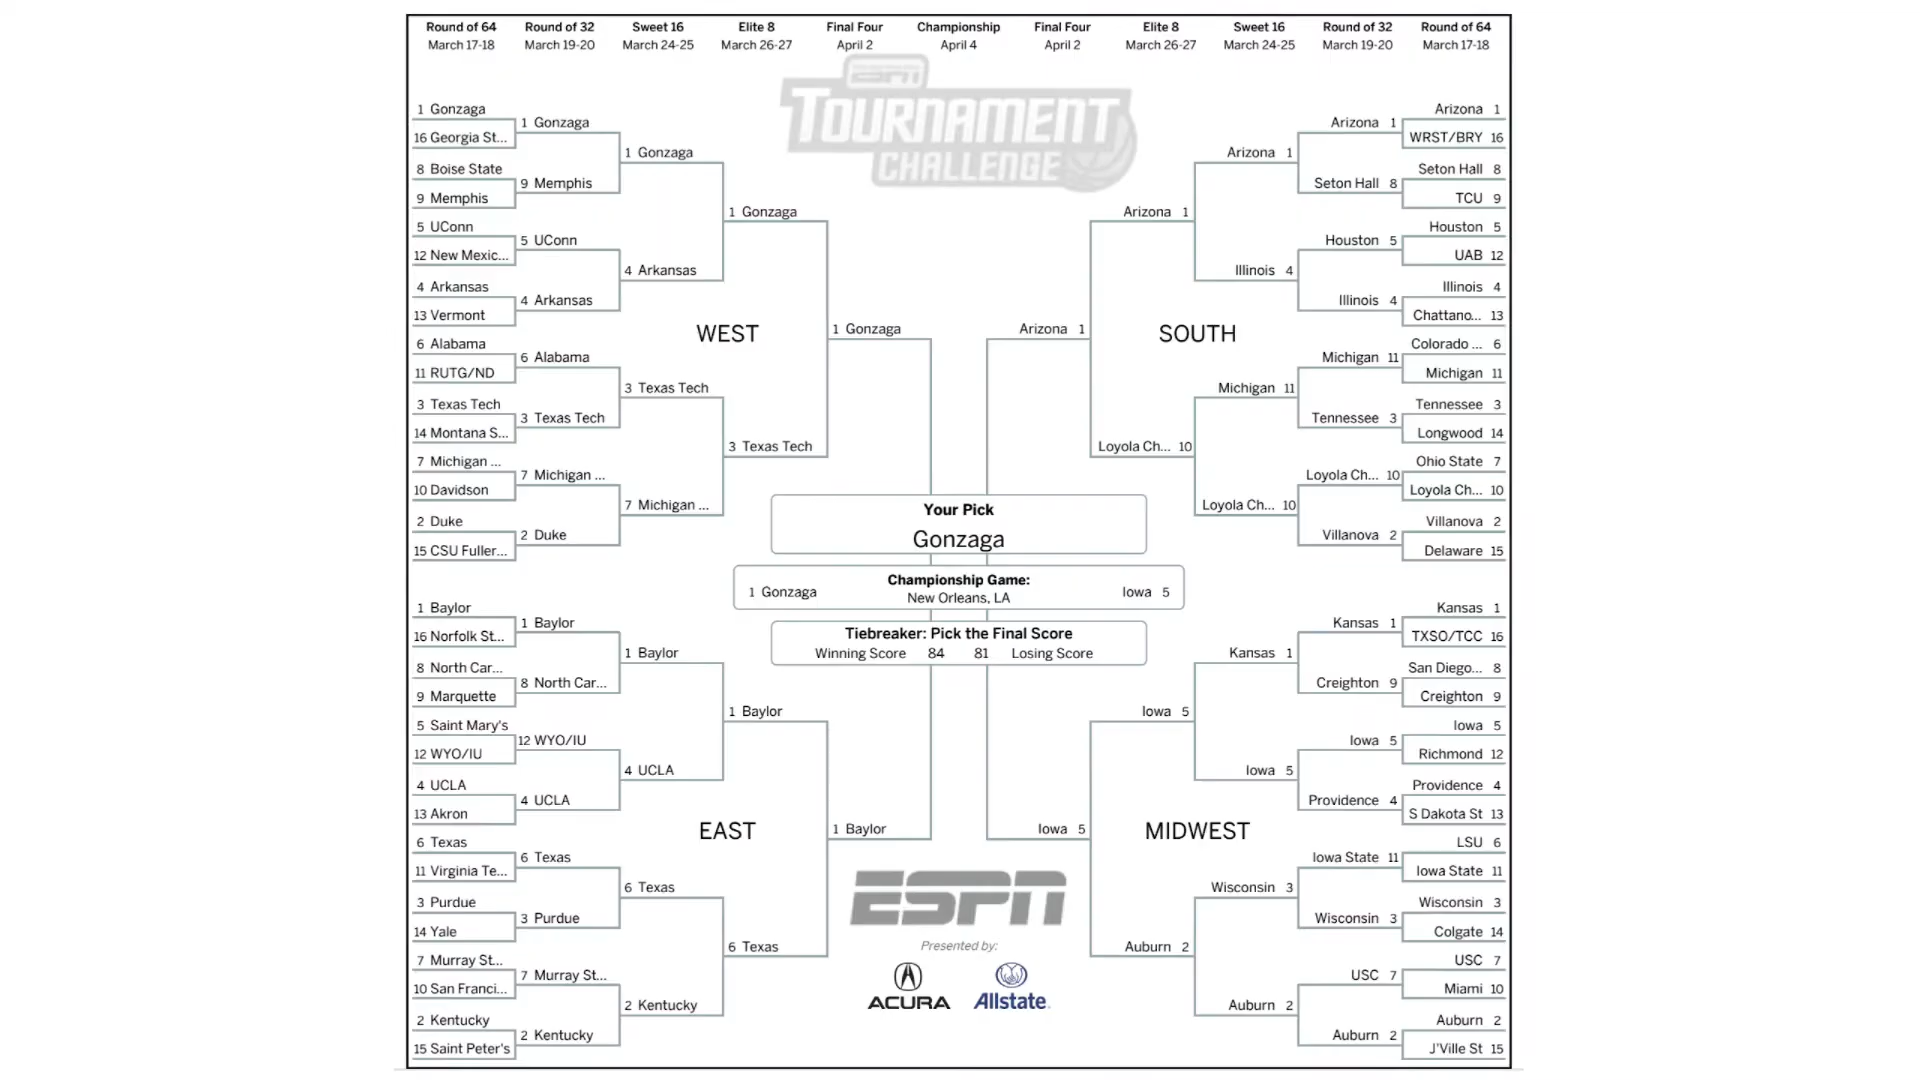 Round of 64 Round of 32 Sweet 16 Elite 8 Final Four Championship Final Four Elite 8 Sweet 16 Round of 32 Round of 64
March 17-18 March 19-20 March 24-25 March 26-27 April 2 April 4 April 2 March 26-27 March 24-25 March 19-20 March 17-18
ESPN
TOURNAMENT
CHALLENGE
1 Gonzaga
16 Georgia St...
8 Boise State
9 Memphis
5 UConn
12 New Mexic...
4 Arkansas
13 Vermont
6 Alabama
11 RUTG/ND
3 Texas Tech
14 Montana S...
7 Michigan ...
10 Davidson
2 Duke
15 CSU Fuller...
1 Gonzaga
9 Memphis
5 UConn
4 Arkansas
6 Alabama
3 Texas Tech
7 Michigan ...
2 Duke
1 Gonzaga
4 Arkansas
3 Texas Tech
7 Michigan ...
1 Gonzaga
3 Texas Tech
1 Gonzaga
WEST
Arizona 1
WRST/BRY 16
Seton Hall 8
TCU 9
Houston 5
UAB 12
Illinois 4
Chattano... 13
Colorado ... 6
Michigan 11
Tennessee 3
Longwood 14
Ohio State 7
Loyola Ch... 10
Villanova 2
Delaware 15
Arizona 1
Seton Hall 8
Houston 5
Illinois 4
Michigan 11
Tennessee 3
Loyola Ch... 10
Villanova 2
Arizona 1
Illinois 4
Michigan 11
Loyola Ch... 10
Arizona 1
Loyola Ch... 10
Arizona 1
SOUTH
Your Pick
Gonzaga
Championship Game:
New Orleans, LA
1 Gonzaga
Iowa 5
Tiebreaker: Pick the Final Score
Winning Score 84 81 Losing Score
1 Baylor
16 Norfolk St...
8 North Car...
9 Marquette
5 Saint Mary's
12 WYO/IU
4 UCLA
13 Akron
6 Texas
11 Virginia Te...
3 Purdue
14 Yale
7 Murray St...
10 San Franci...
2 Kentucky
15 Saint Peter's
1 Baylor
8 North Car...
12 WYO/IU
4 UCLA
6 Texas
3 Purdue
7 Murray St...
2 Kentucky
1 Baylor
4 UCLA
6 Texas
2 Kentucky
1 Baylor
6 Texas
1 Baylor
EAST
Kansas 1
TXSO/TCC 16
San Diego... 8
Creighton 9
Iowa 5
Richmond 12
Providence 4
S Dakota St 13
LSU 6
Iowa State 11
Wisconsin 3
Colgate 14
USC 7
Miami 10
Auburn 2
J'Ville St 15
Kansas 1
Creighton 9
Iowa 5
Providence 4
Iowa State 11
Wisconsin 3
USC 7
Auburn 2
Kansas 1
Iowa 5
Wisconsin 3
Auburn 2
Iowa 5
Auburn 2
Iowa 5
MIDWEST
ESPN
Presented by:
ACURA Allstate